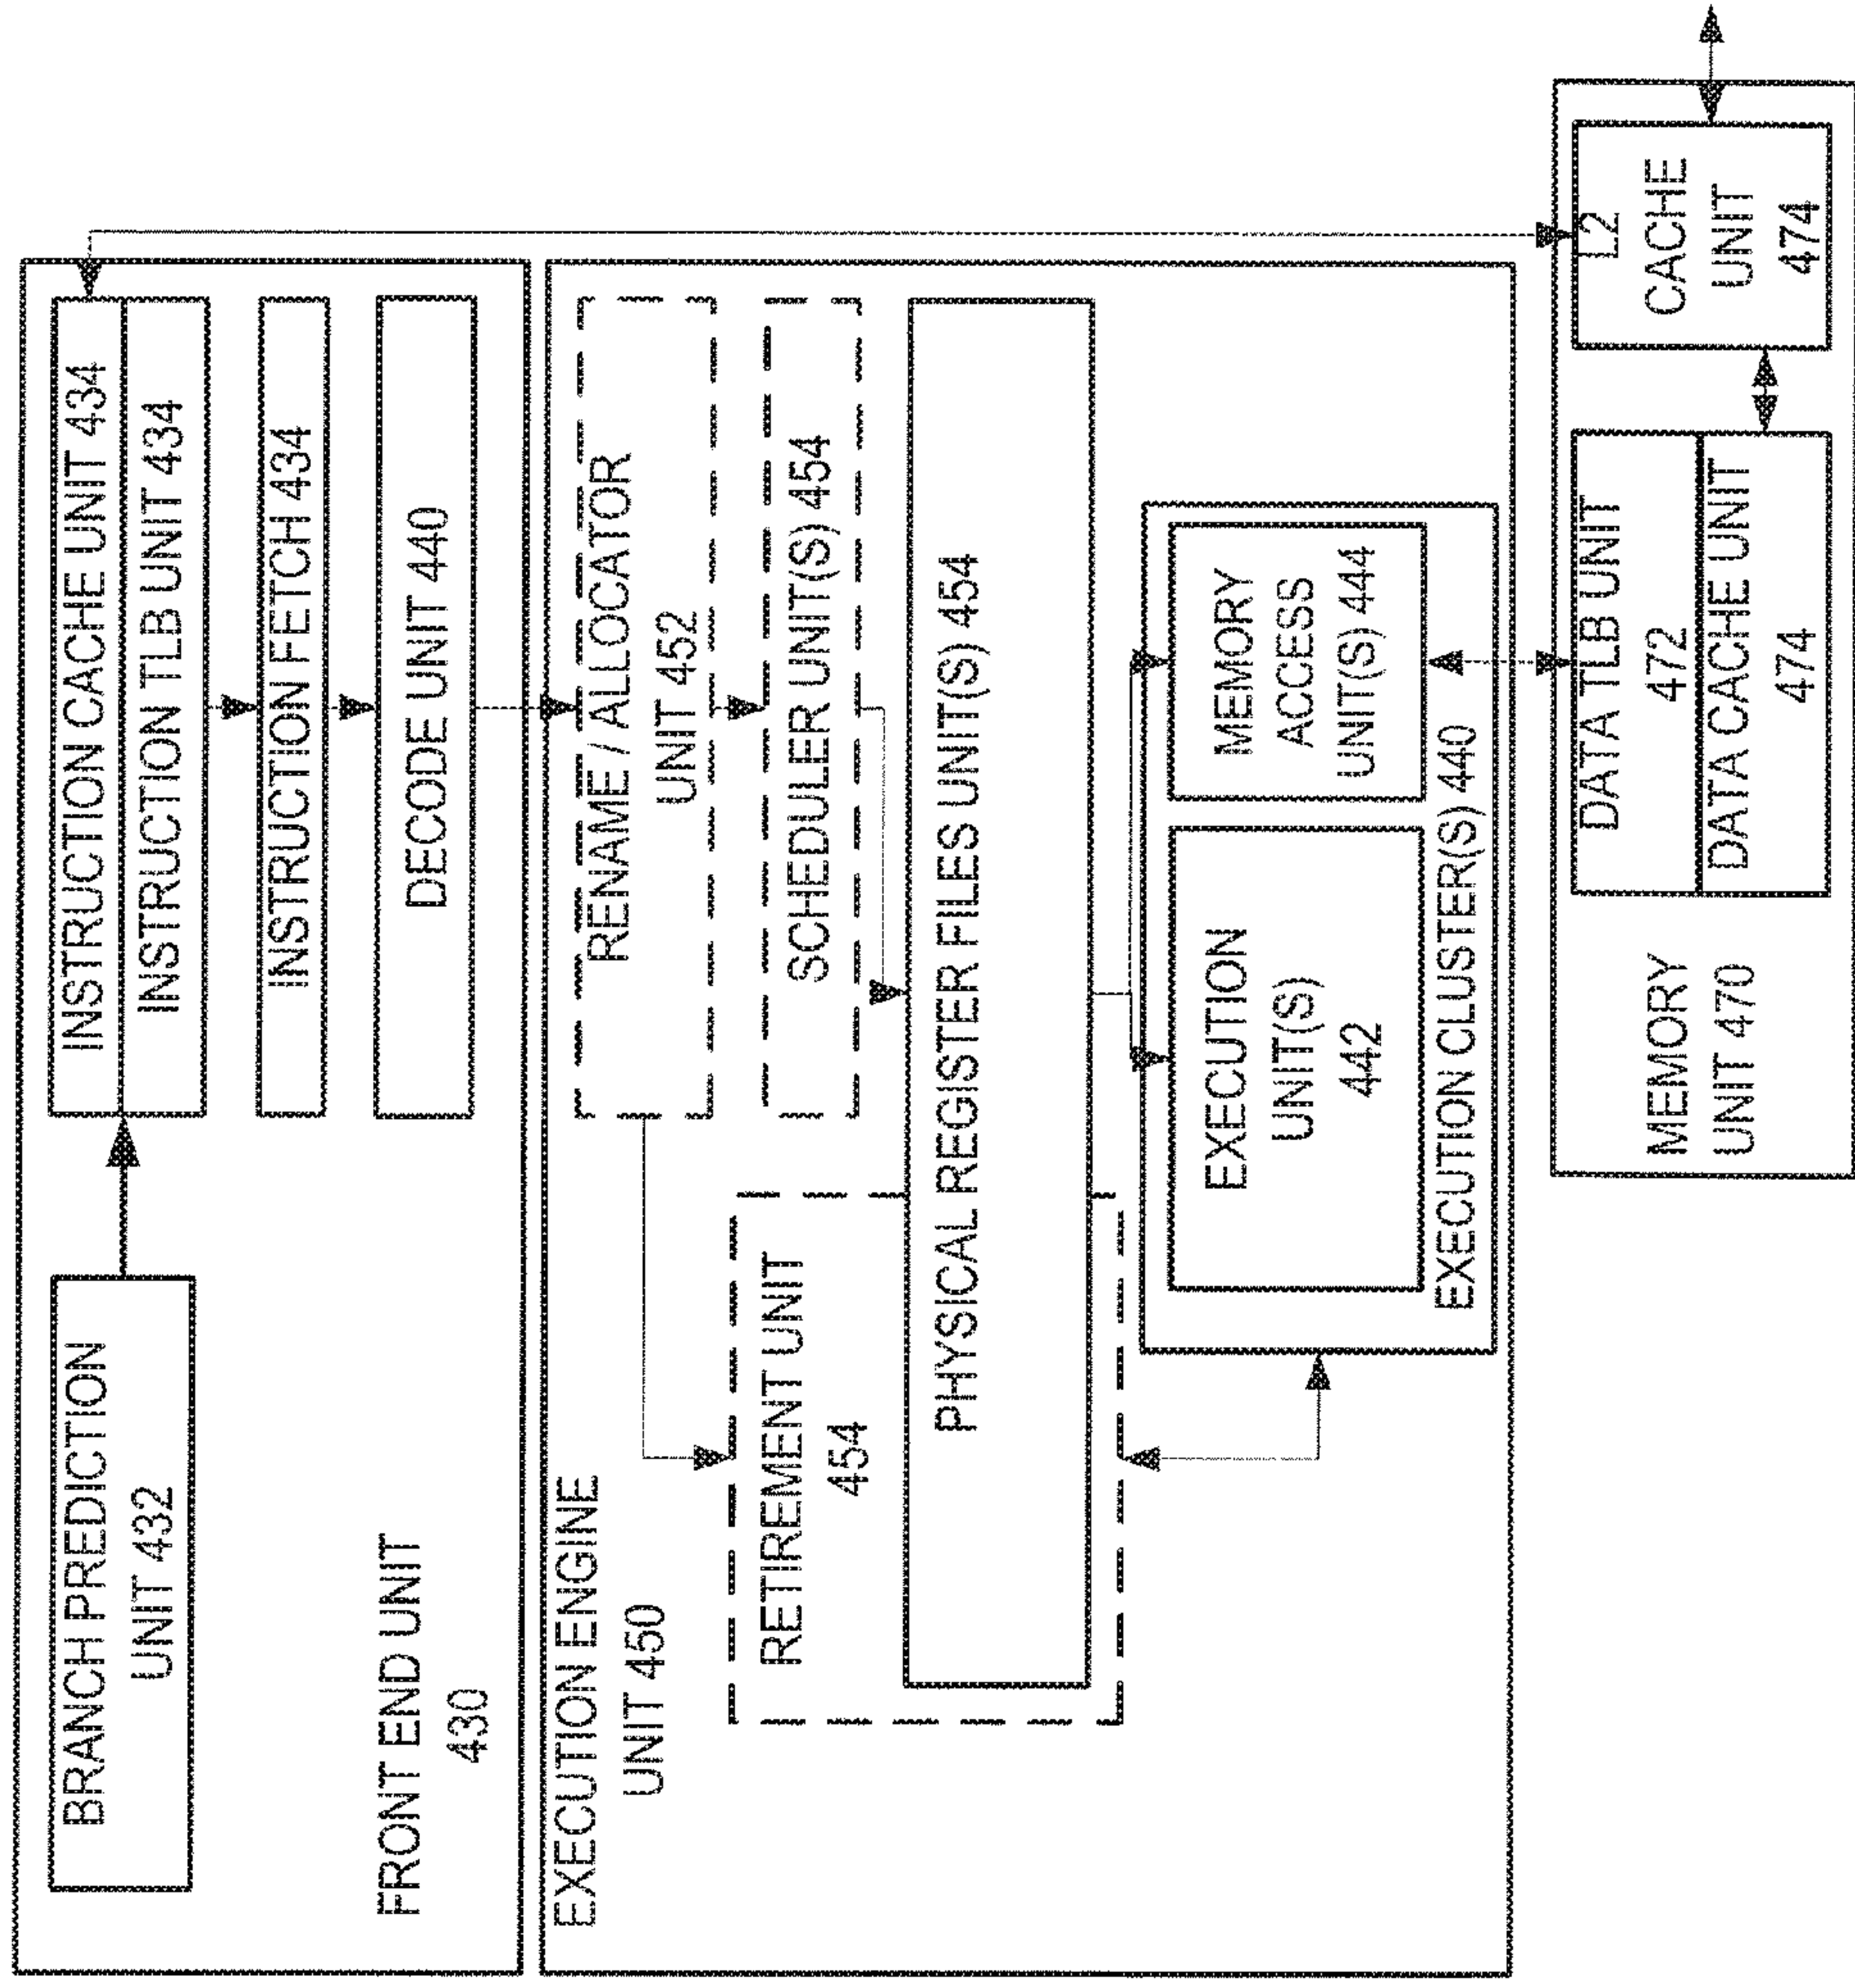 BRANCH PREDICTION
UNIT 432
INSTRUCTION CACHE UNIT 434
INSTRUCTION TLB UNIT 434
INSTRUCTION FETCH 434
FRONT END UNIT
430
DECODE UNIT 440
EXECUTION ENGINE
UNIT 450
RENAME / ALLOCATOR
UNIT 452
RETIREMENT UNIT
454
SCHEDULER UNIT(S) 454
PHYSICAL REGISTER FILES UNIT(S) 454
EXECUTION
UNIT(S)
442
MEMORY
ACCESS
UNIT(S) 444
EXECUTION CLUSTER(S) 440
MEMORY
UNIT 470
DATA TLB UNIT
472
DATA CACHE UNIT
474
L2
CACHE
UNIT
474